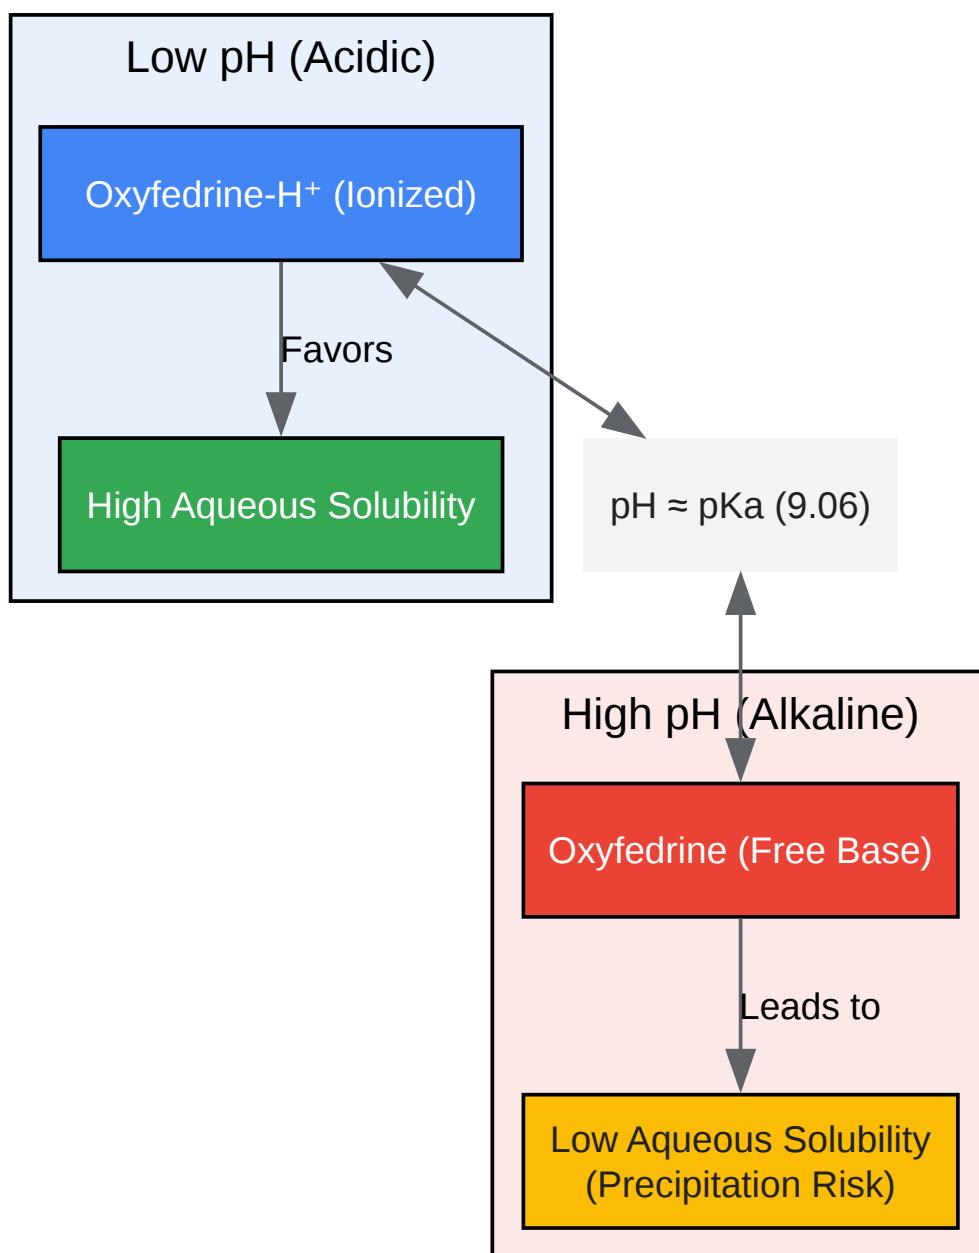 Low pH (Acidic)
Oxyfedrine-H⁺ (Ionized)
Favors
High Aqueous Solubility
pH ≈ pKa (9.06)
High pH (Alkaline)
Oxyfedrine (Free Base)
Leads to
Low Aqueous Solubility
(Precipitation Risk)